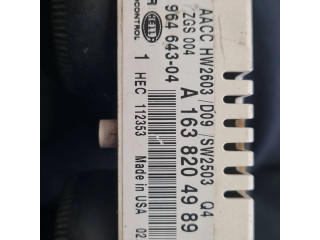 AACC HW2603 /D09 /SW2503 Q4
ZGS 004
A 163 820 49 89
HELLA
CONTROL
964 643-04
1 HEC 112353
Made in USA 02